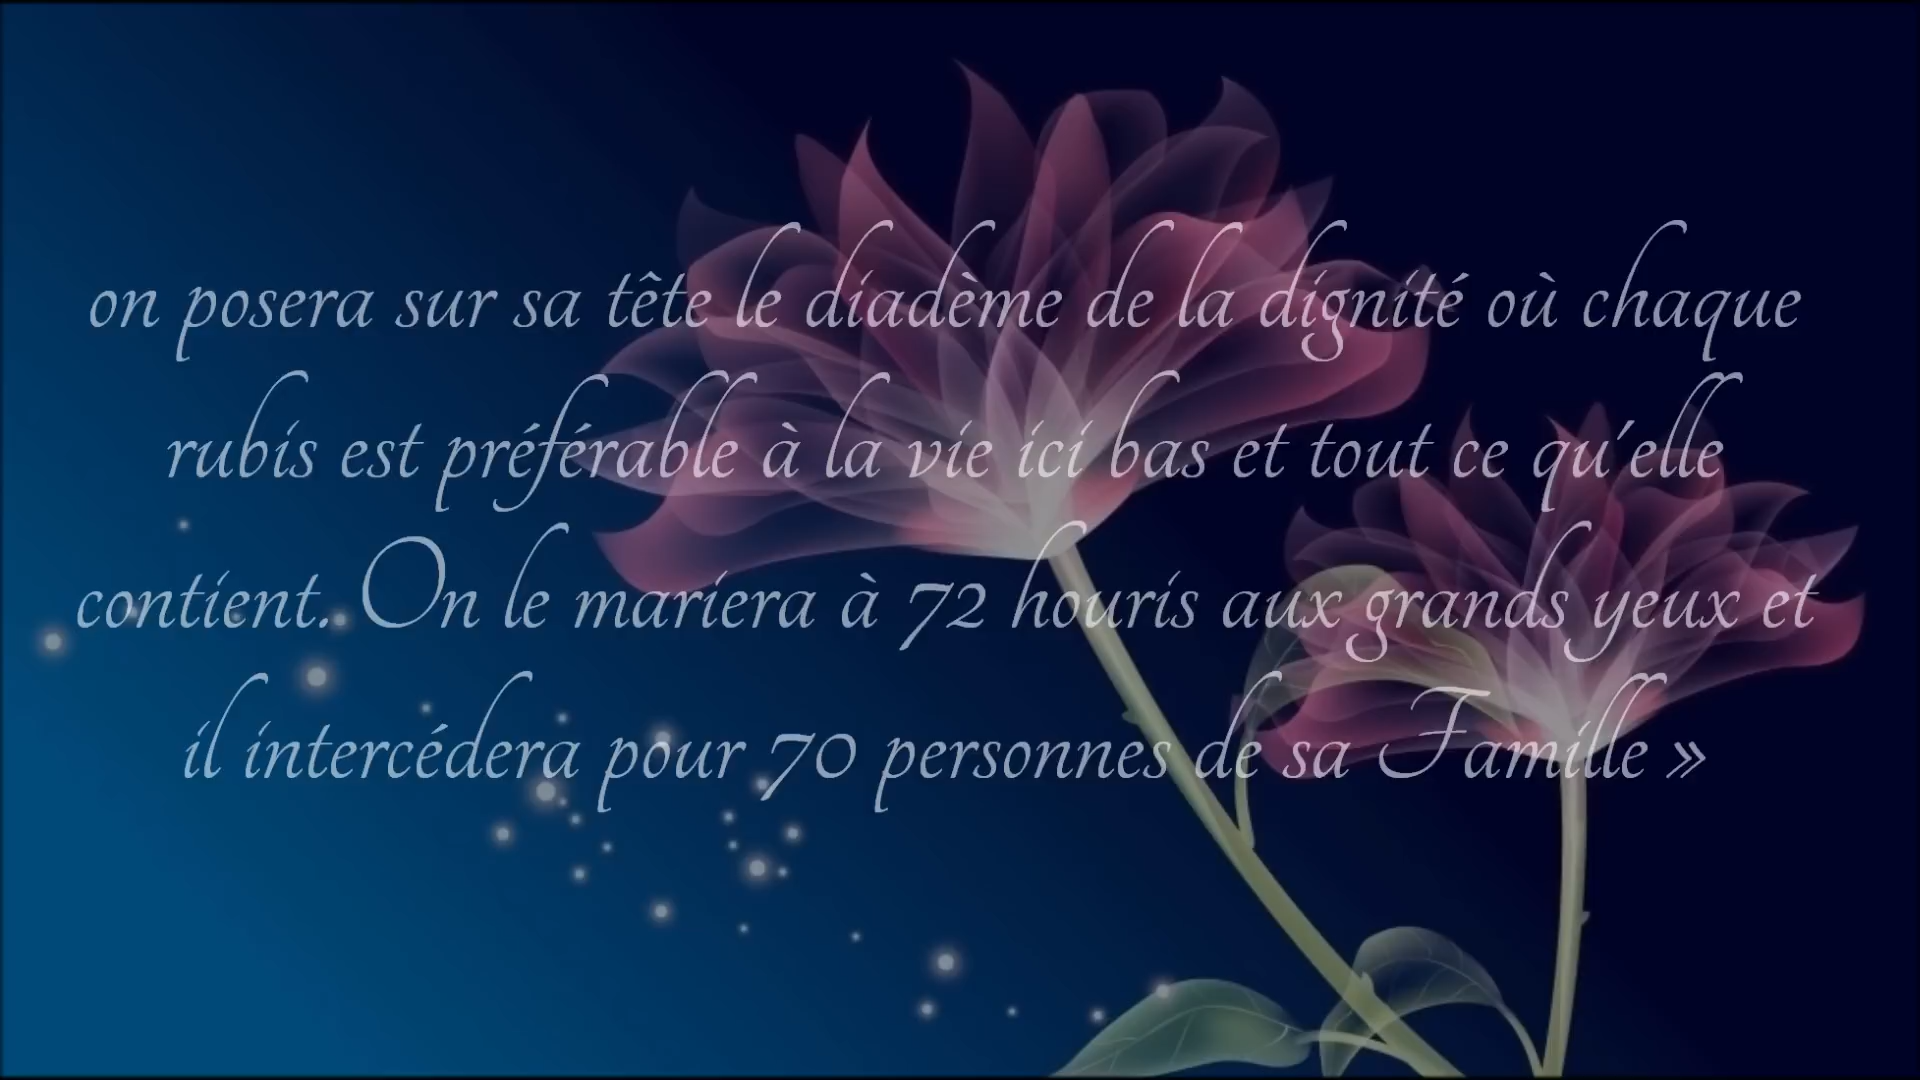 on posera sur sa tête le diadème de la dignité où chaque
rubis est préférable à la vie ici bas et tout ce qu'elle
contient. On le mariera à 72 houris aux grands yeux et
il intercédera pour 70 personnes de sa Famille »